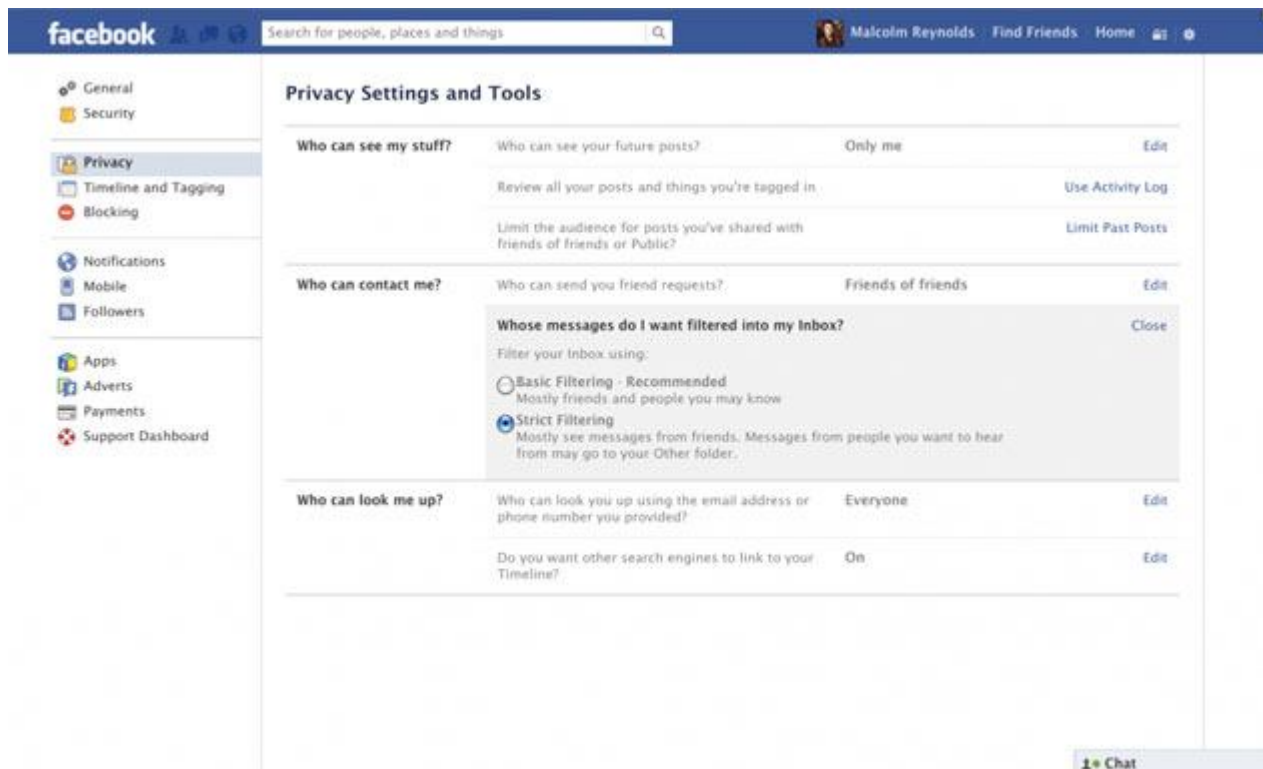 facebook
Search for people, places and things
Malcolm Reynolds Find Friends Home
General
Security
Privacy
Timeline and Tagging
Blocking
Notifications
Mobile
Followers
Apps
Adverts
Payments
Support Dashboard
Privacy Settings and Tools
Who can see my stuff? Who can see your future posts? Only me Edit
Review all your posts and things you're tagged in Use Activity Log
Limit the audience for posts you've shared with Limit Past Posts
friends of friends or Public?
Who can contact me? Who can send you friend requests? Friends of friends Edit
Whose messages do I want filtered into my Inbox? Close
Filter your Inbox using:
Basic Filtering - Recommended
Mostly friends and people you may know
Strict Filtering
Mostly see messages from friends. Messages from people you want to hear
from may go to your Other folder.
Who can look me up? Who can look you up using the email address or Everyone Edit
phone number you provided?
Do you want other search engines to link to your On Edit
Timeline?
Chat